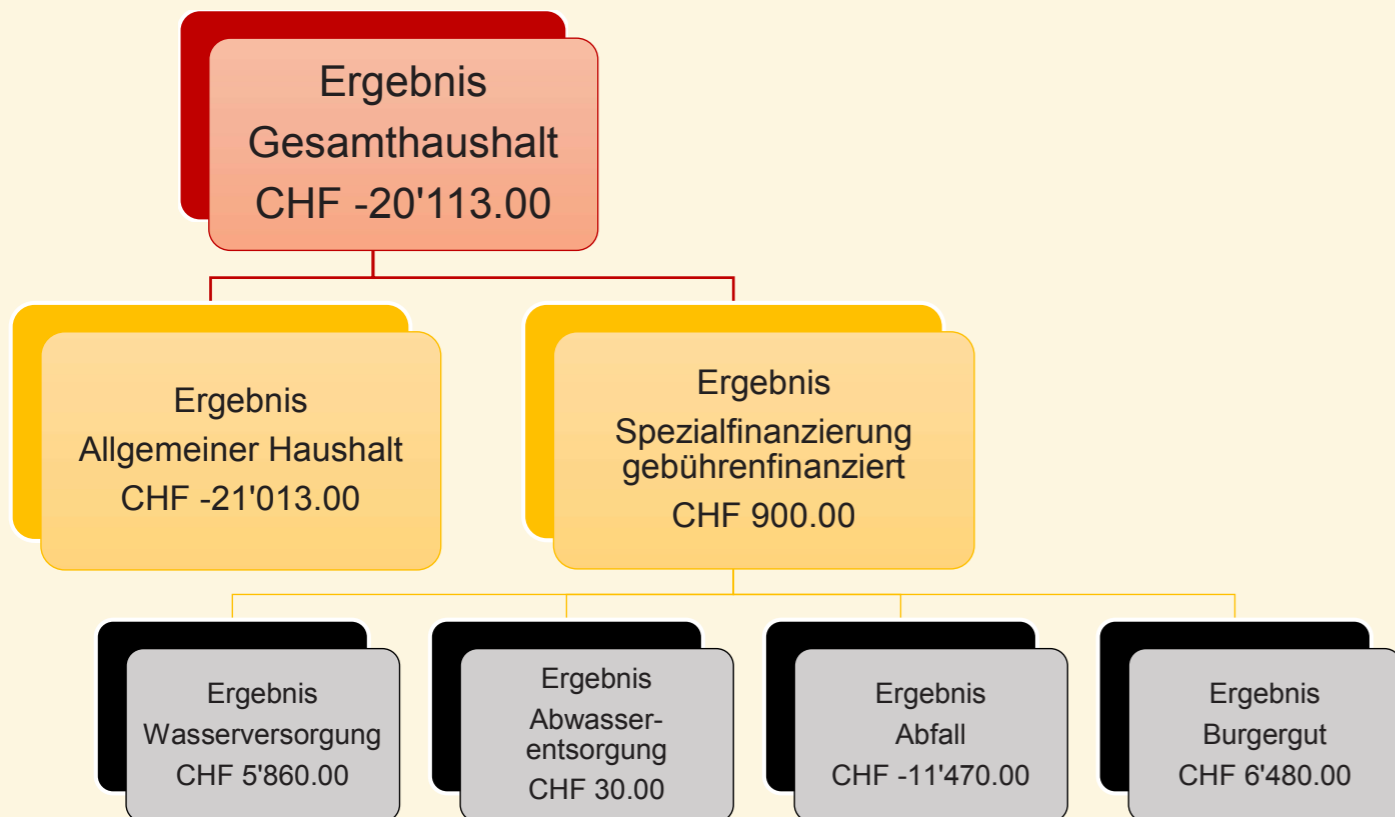 Ergebnis
Gesamthaushalt
CHF -20'113.00
Ergebnis
Allgemeiner Haushalt
CHF -21'013.00
Ergebnis
Spezialfinanzierung
gebührenfinanziert
CHF 900.00
Ergebnis
Wasserversorgung
CHF 5'860.00
Ergebnis
Abwasser-
entsorgung
CHF 30.00
Ergebnis
Abfall
CHF -11'470.00
Ergebnis
Burgergut
CHF 6'480.00